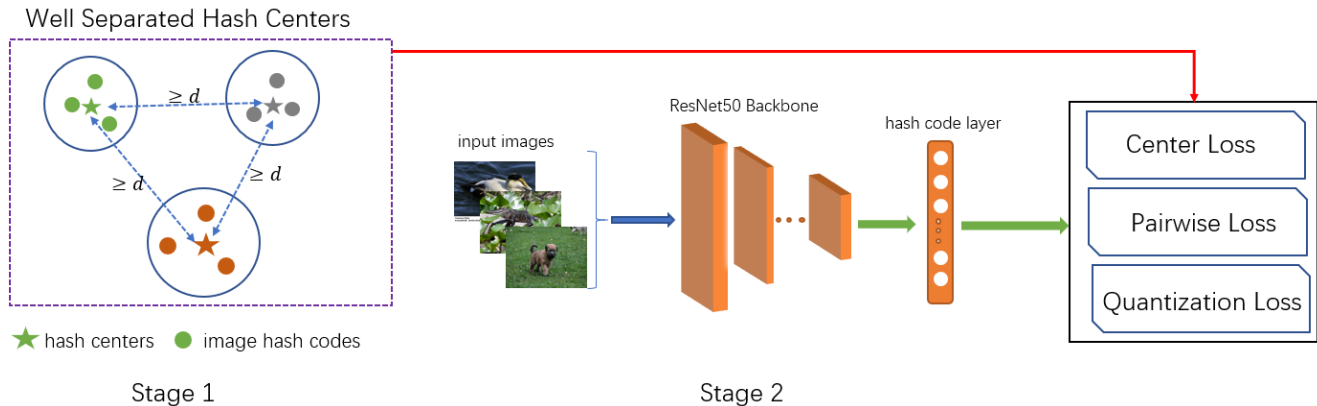 Well Separated Hash Centers
≥ d
≥ d
≥ d
hash centers
image hash codes
Stage 1
input images
ResNet50 Backbone
hash code layer
Center Loss
Pairwise Loss
Quantization Loss
Stage 2